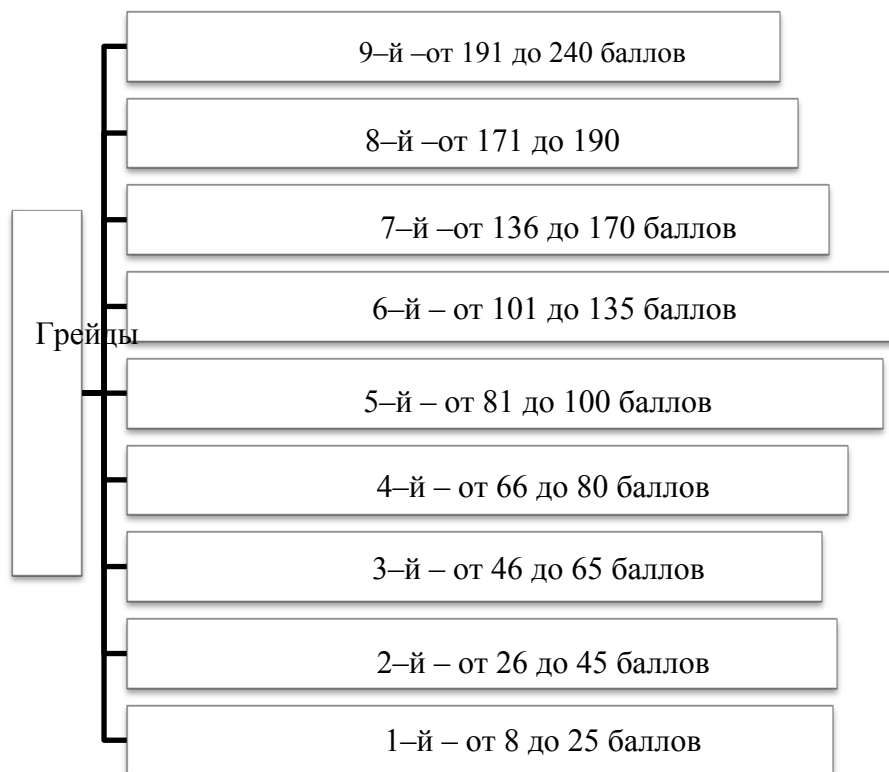 9–й –от 191 до 240 баллов
8–й –от 171 до 190
7–й –от 136 до 170 баллов
6–й – от 101 до 135 баллов
Грейды
5–й – от 81 до 100 баллов
4–й – от 66 до 80 баллов
3–й – от 46 до 65 баллов
2–й – от 26 до 45 баллов
1–й – от 8 до 25 баллов